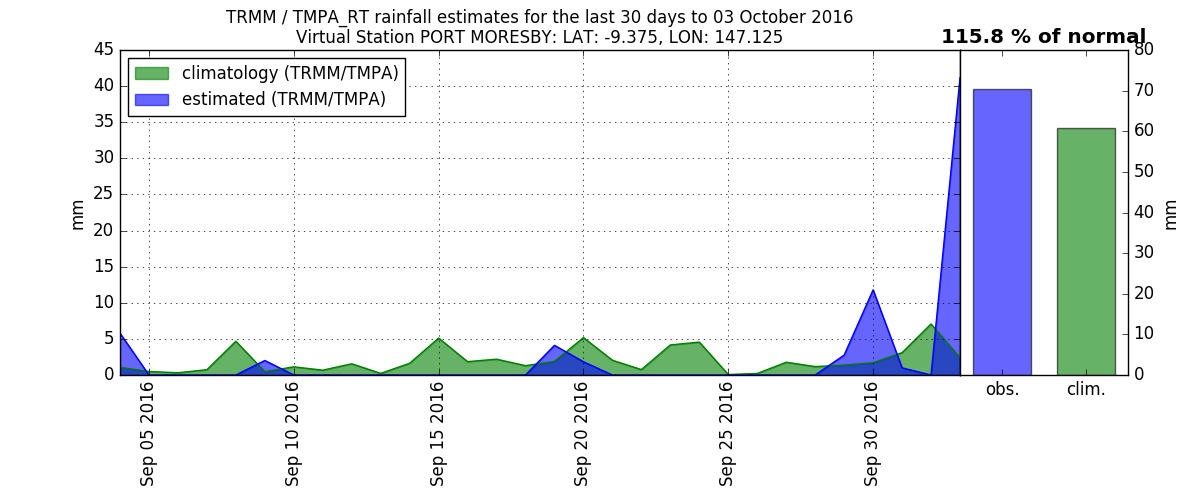 TRMM / TMPA_RT rainfall estimates for the last 30 days to 03 October 2016
Virtual Station PORT MORESBY: LAT: -9.375, LON: 147.125
115.8 % of normal
climatology (TRMM/TMPA)
estimated (TRMM/TMPA)
mm
45
40
35
30
25
20
15
10
5
0
Sep 05 2016
Sep 10 2016
Sep 15 2016
Sep 20 2016
Sep 25 2016
Sep 30 2016
obs.
clim.
80
70
60
50
40
30
20
10
0
mm